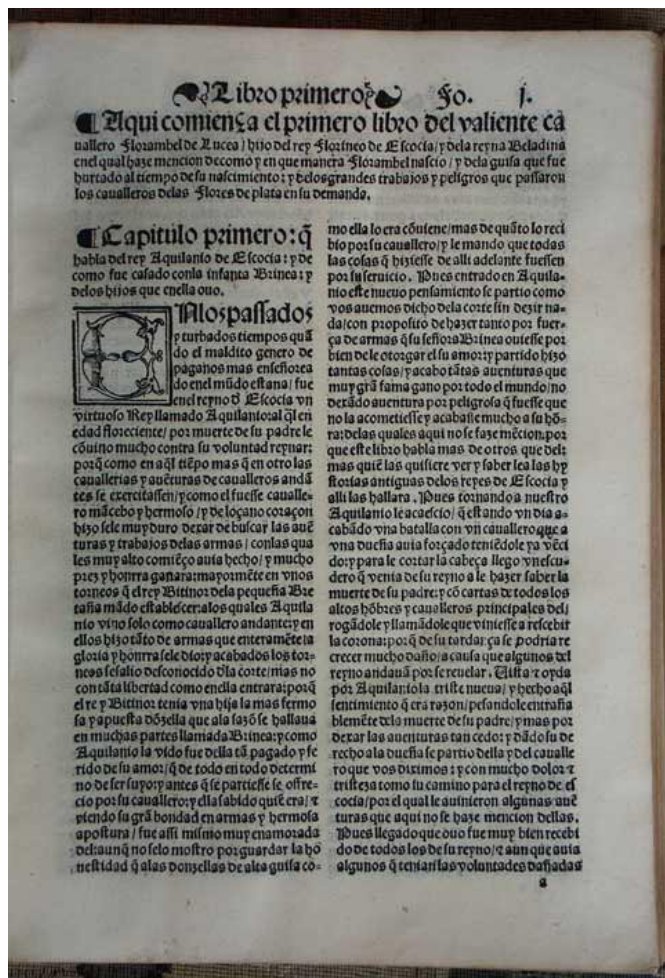 Libro primero. Fo. j.
¶Aqui comiença el primero libro del valiente cã
uallero Florambel de Lucea/hijo del rey Florineo de Escocia/y dela reyna Beladina
enel qual haze mencion decomo y en que manera Florambel nascio/y dela guisa que fue
hurtado al tiempo de su nascimiento: y delosgrandes trabajos y peligros que passaron
los caualleros delas Flores de plata en su demanda.
¶Capitulo primero: q̃
habla del rey Aquilanio de Escocia: y de
como fue casado conla infanta Brinea: y
delos hijos que enella ouo.
ENlos passados
y turbados tiempos quã
do el maldito genero de
paganos mas enseñorea
do enel mũdo estaua/fue
enel reyno ð Escocia vn
virtuoso Rey llamado Aquilanio: al q̃l en
edad floreciente/por muerte de su padre le
cõuino mucho contra su voluntad reynar:
porq̃ como en aq̃l tiẽpo mas q̃ en otro las
cauallerias y auẽturas de caualleros andã
tes se exercitassen/y como el fuesse caualle-
ro mãcebo y hermoso/y de loçano coraçon
hizo sele muy duro dexar de buscar las auẽ
turas y trabajos delas armas/conlas qua
les muy alto comiẽço auia hecho/y mucho
prez y honrra ganara: mayormẽte en vnos
torneos q̃ el rey Bitinor dela pequeña Bre
taña mãdo establecer: alos quales Aquila
nio vino solo como cauallero andante: y en
ellos hizo tãto de armas que enteramẽte la
gloria y honrra sele dio: y acabados los tor-
neos se salio desconocido ðla corte/mas no
con tãta libertad como enella entrara: porq̃
el rey Bitinor tenia vna hija la mas fermo
sa y apuesta dõzella que ala sazõ se hallaua
en muchas partes llamada Brinea: y como
Aquilanio la vido fue della tã pagado y fe
rido de su amor/q̃ de todo en todo determi
no de ser suyo: y antes q̃ se partiesse se offre-
cio por su cauallero: y ella sabido quiẽ era/⁊
viendo su grã bondad en armas y hermosa
apostura/fue assi mismo muy enamorada
del: aunq̃ no selo mostro por guardar la ho
nestidad q̃ alas donzellas de alta guisa co-
mo ella lo era cõuiene/mas de quãto lo reci
bio por su cauallero/y le mando que todas
las cosas q̃ hiziesse de alli adelante fuessen
por su seruicio. Pues entrado en Aquila-
nio este nueuo pensamiento se partio como
vos auemos dicho dela corte sin dezir na-
da/con proposito de hazer tanto por fuer-
ça de armas q̃ su señora Brinea ouiesse por
bien de le otorgar el su amor: y partido hizo
tantas cosas/y acabo tãtas auenturas que
muy grã fama gano por todo el mundo/no
dexãdo auentura por peligrosa q̃ fuesse que
no la acometiesse y acabasse mucho a su hõ-
ra: delas quales aqui no se faze mẽcion: por
que este libro habla mas de otros que del:
mas quiẽ las quisiere ver y saber lea las hy
storias antiguas delos reyes de Escocia y
alli las hallara. Pues tornando a nuestro
Aquilanio le acaescio/q̃ estando vn dia a-
cabãdo vna batalla con vn cauallero que a
vna dueña auia forçado teniẽdole ya vẽci
do: y para le cortar la cabeça llego vn escu-
dero q̃ venia de su reyno a le hazer saber la
muerte de su padre: y cõ cartas de todos los
altos hõbres y caualleros principales del/
rogãdole y llamãdole que viniesse a rescebir
la corona: porq̃ de su tardança se podria re
crecer mucho daño/a causa que algunos del
reyno andauã por se reuelar. Vista ⁊ oyda
por Aquilanio la triste nueua/y hecho aq̃l
sentimiento q̃ era razon/pesandole entraña
blemẽte dela muerte de su padre/y mas por
dexar las auenturas tan cedo: y dãdo su de
recho ala dueña se partio della y del caualle
ro que vos diximos: y con mucho dolor ⁊
tristeza tomo su camino para el reyno de es
cocia/por el qual le auinieron algunas auẽ
turas que aqui no se haze mencion dellas.
Pues llegado que ouo fue muy bien recebi
do de todos los de su reyno/⁊ aun que auia
algunos q̃ tenian las voluntades dañadas
a